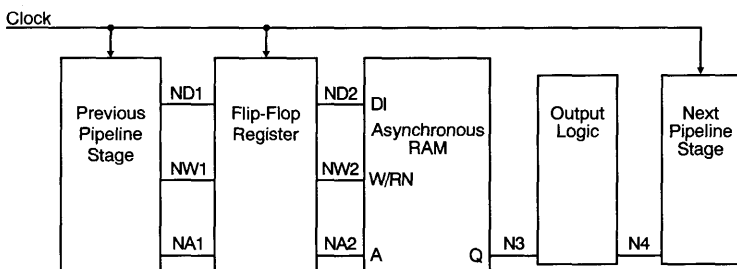 Clock
Previous
Pipeline
Stage
ND1
NW1
NA1
Flip-Flop
Register
ND2
NW2
NA2
DI
Asynchronous
RAM
W/RN
A
Q
N3
Output
Logic
N4
Next
Pipeline
Stage